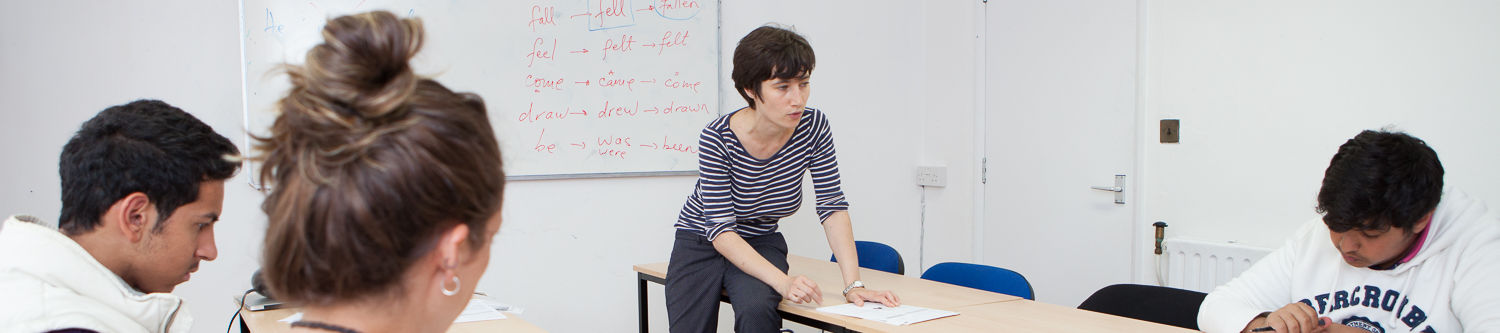 fall → fell → fallen
feel → felt → felt
come → came → come
draw → drew → drawn
be → was → been
were